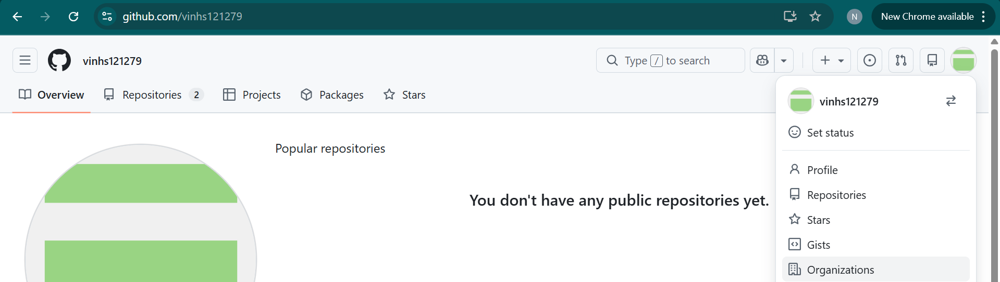 github.com/vinhs121279
N
New Chrome available
vinhs121279
Type / to search
Overview
Repositories 2
Projects
Packages
Stars
vinhs121279
Set status
Popular repositories
Profile
You don't have any public repositories yet.
Repositories
Stars
Gists
Organizations